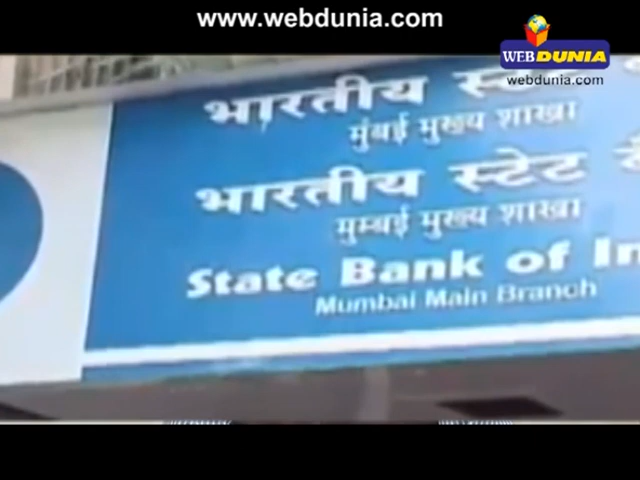 www.webdunia.com
WEBDUNIA
webdunia.com
भारतीय स्टेट
मुंबई मुख्य शाखा
भारतीय स्टेट
मुम्बई मुख्य शाखा
State Bank of In
Mumbai Main Branch